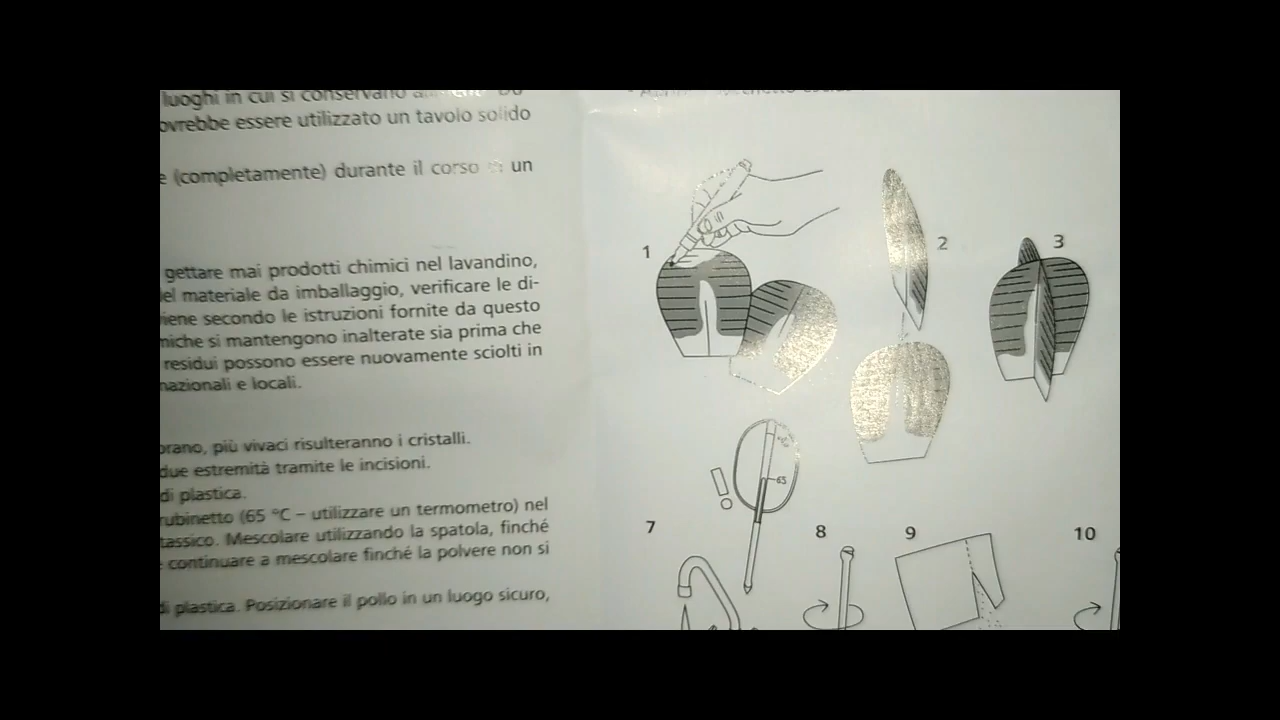 luoghi in cui si conservano
ovrebbe essere utilizzato un tavolo solido
e (completamente) durante il corso un
gettare mai prodotti chimici nel lavandino,
el materiale da imballaggio, verificare le di-
iene secondo le istruzioni fornite da questo
miche si mantengono inalterate sia prima che
residui possono essere nuovamente sciolti in
nazionali e locali.
orano, più vivaci risulteranno i cristalli.
due estremità tramite le incisioni.
di plastica.
rubinetto (65 °C – utilizzare un termometro) nel
tassico. Mescolare utilizzando la spatola, finché
continuare a mescolare finché la polvere non si
di plastica. Posizionare il pollo in un luogo sicuro,
1
2
3
65
7
8
9
10